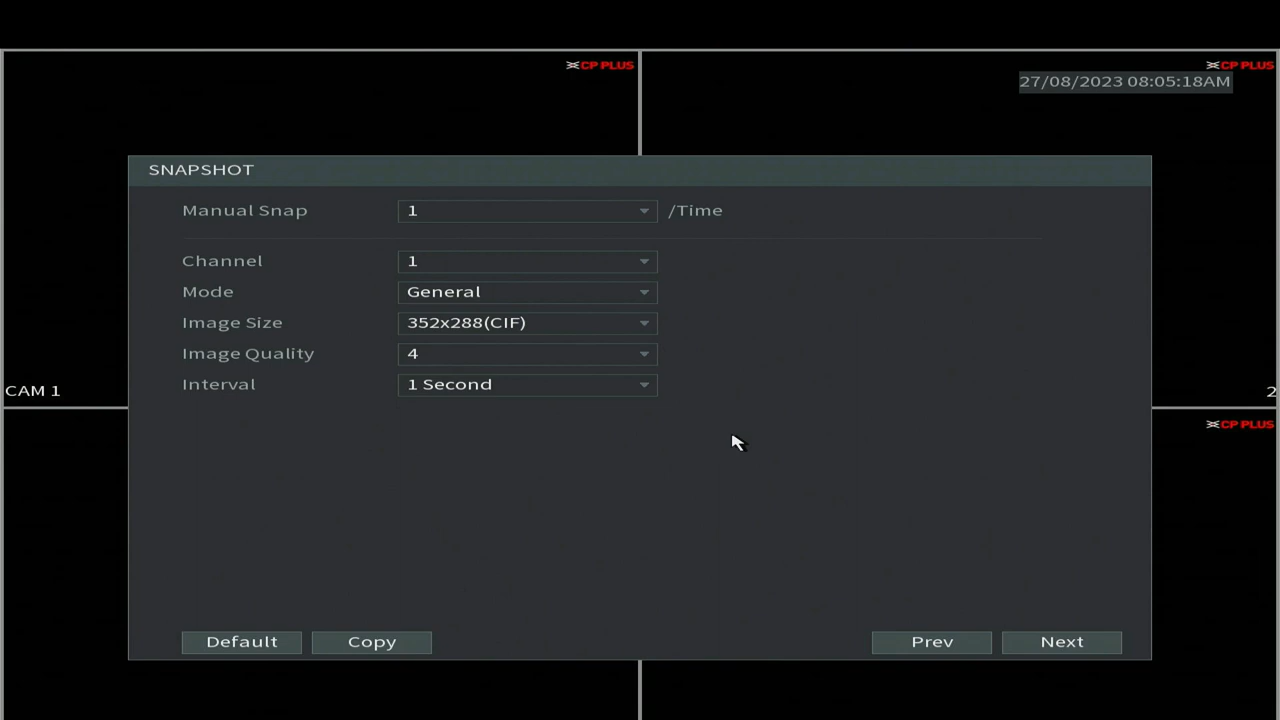 CP PLUS
CP PLUS
27/08/2023 08:05:18AM
SNAPSHOT
Manual Snap 1 /Time
Channel 1
Mode General
Image Size 352x288(CIF)
Image Quality 4
Interval 1 Second
CAM 1
2
CP PLUS
Default Copy Prev Next